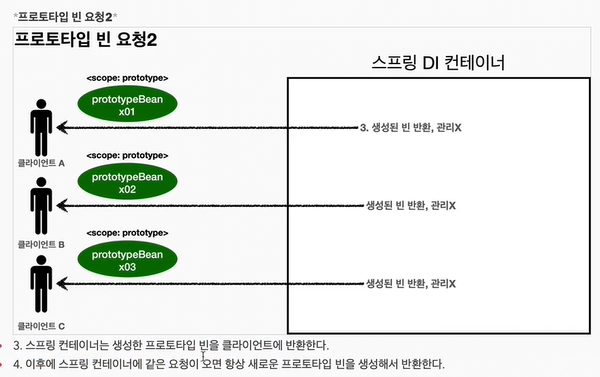 *프로토타입 빈 요청2*
프로토타입 빈 요청2
스프링 DI 컨테이너
<scope: prototype>
prototypeBean
x01
3. 생성된 빈 반환, 관리X
클라이언트 A
<scope: prototype>
prototypeBean
x02
생성된 빈 반환, 관리X
클라이언트 B
<scope: prototype>
prototypeBean
x03
생성된 빈 반환, 관리X
클라이언트 C
3. 스프링 컨테이너는 생성한 프로토타입 빈을 클라이언트에 반환한다.
4. 이후에 스프링 컨테이너에 같은 요청이 오면 항상 새로운 프로토타입 빈을 생성해서 반환한다.